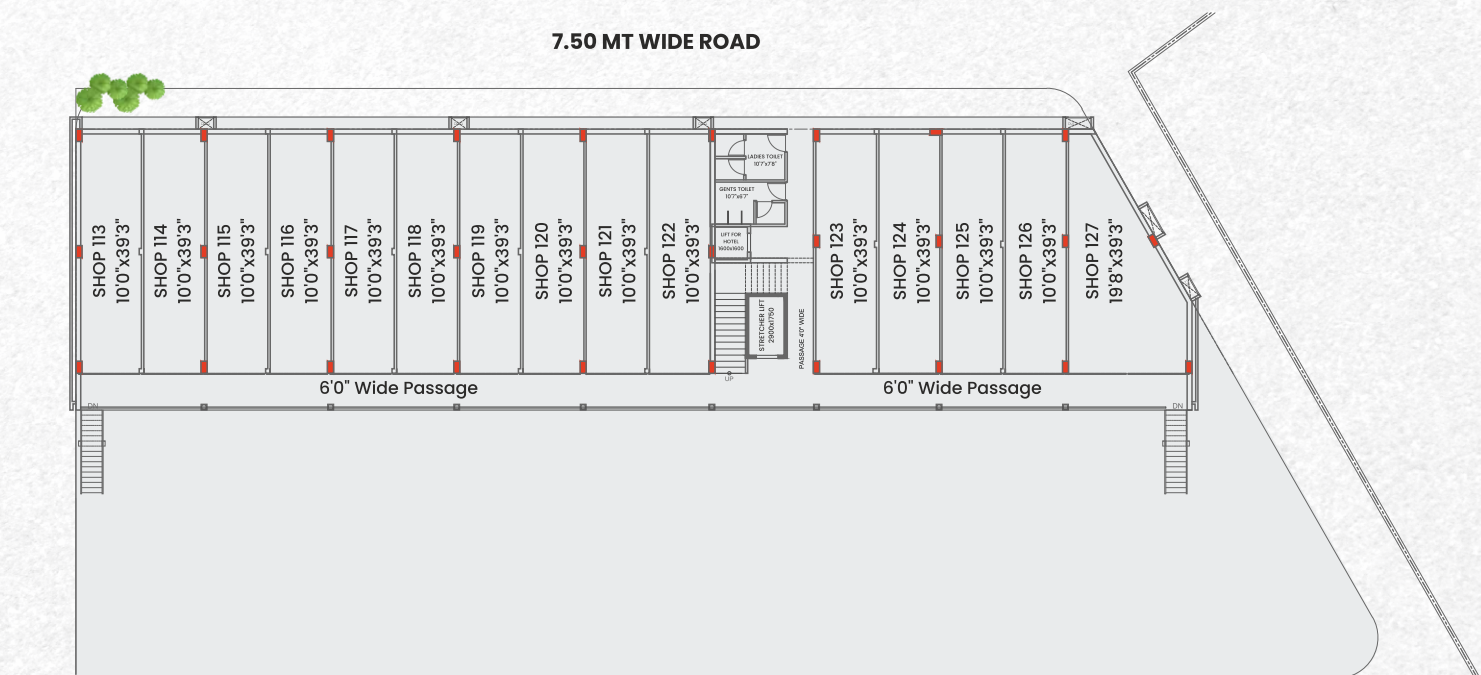 7.50 MT WIDE ROAD
SHOP 113
10'0"x39'3"
SHOP 114
10'0"x39'3"
SHOP 115
10'0"x39'3"
SHOP 116
10'0"x39'3"
SHOP 117
10'0"x39'3"
SHOP 118
10'0"x39'3"
SHOP 119
10'0"x39'3"
SHOP 120
10'0"x39'3"
SHOP 121
10'0"x39'3"
SHOP 122
10'0"x39'3"
LADIES TOILET
10'7"x7'8"
GENTS TOILET
10'7"x6'7"
LIFT FOR
HOTEL
1600x1600
STRETCHER LIFT
2900x1750
PASSAGE 4'0" WIDE
UP
SHOP 123
10'0"x39'3"
SHOP 124
10'0"x39'3"
SHOP 125
10'0"x39'3"
SHOP 126
10'0"x39'3"
SHOP 127
19'8"x39'3"
6'0" Wide Passage
6'0" Wide Passage
DN
DN